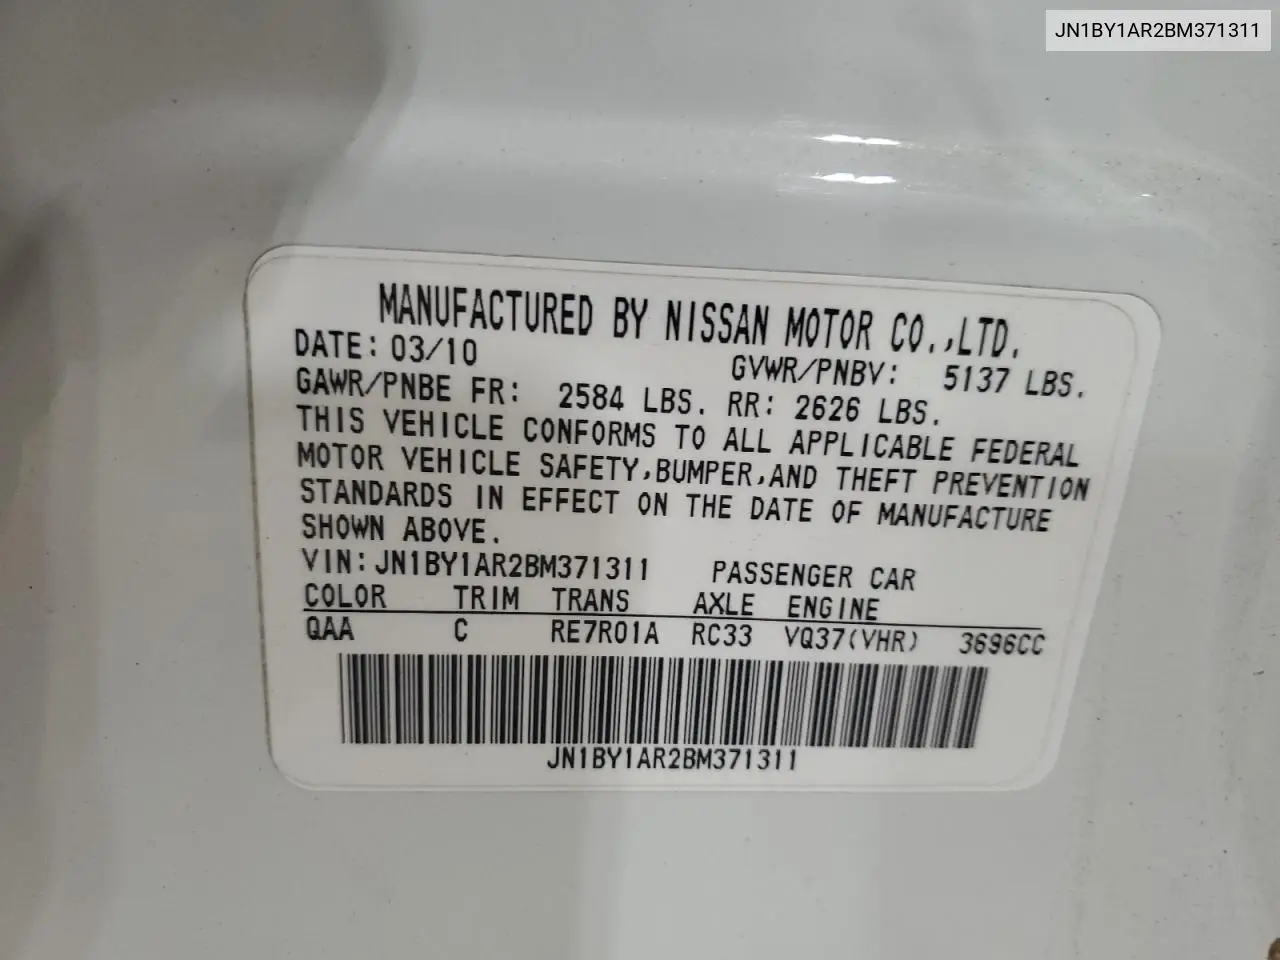 JN1BY1AR2BM371311
MANUFACTURED BY NISSAN MOTOR CO.,LTD.
DATE: 03/10 GVWR/PNBV: 5137 LBS.
GAWR/PNBE FR: 2584 LBS. RR: 2626 LBS.
THIS VEHICLE CONFORMS TO ALL APPLICABLE FEDERAL
MOTOR VEHICLE SAFETY,BUMPER,AND THEFT PREVENTION
STANDARDS IN EFFECT ON THE DATE OF MANUFACTURE
SHOWN ABOVE.
VIN:JN1BY1AR2BM371311 PASSENGER CAR
COLOR TRIM TRANS AXLE ENGINE
QAA C RE7R01A RC33 VQ37(VHR) 3696CC
JN1BY1AR2BM371311